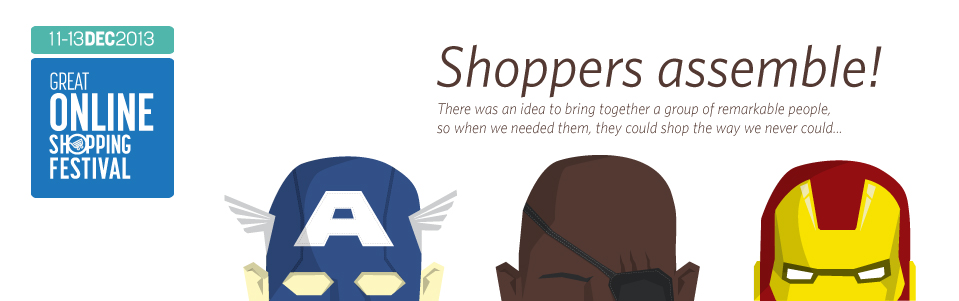 11-13DEC2013
GREAT
ONLINE
SHOPPING
FESTIVAL
Shoppers assemble!
There was an idea to bring together a group of remarkable people,
so when we needed them, they could shop the way we never could...
A